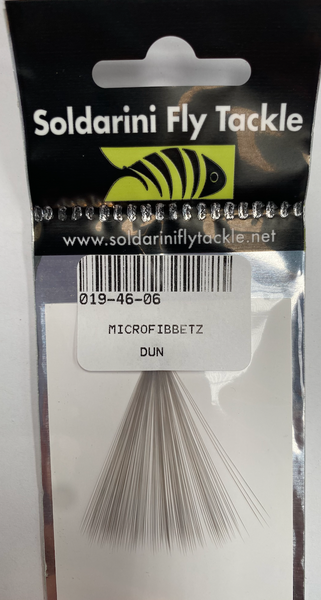 Soldarini Fly Tackle
www.soldariniflytackle.net
019-46-06
MICROFIBBETZ
DUN